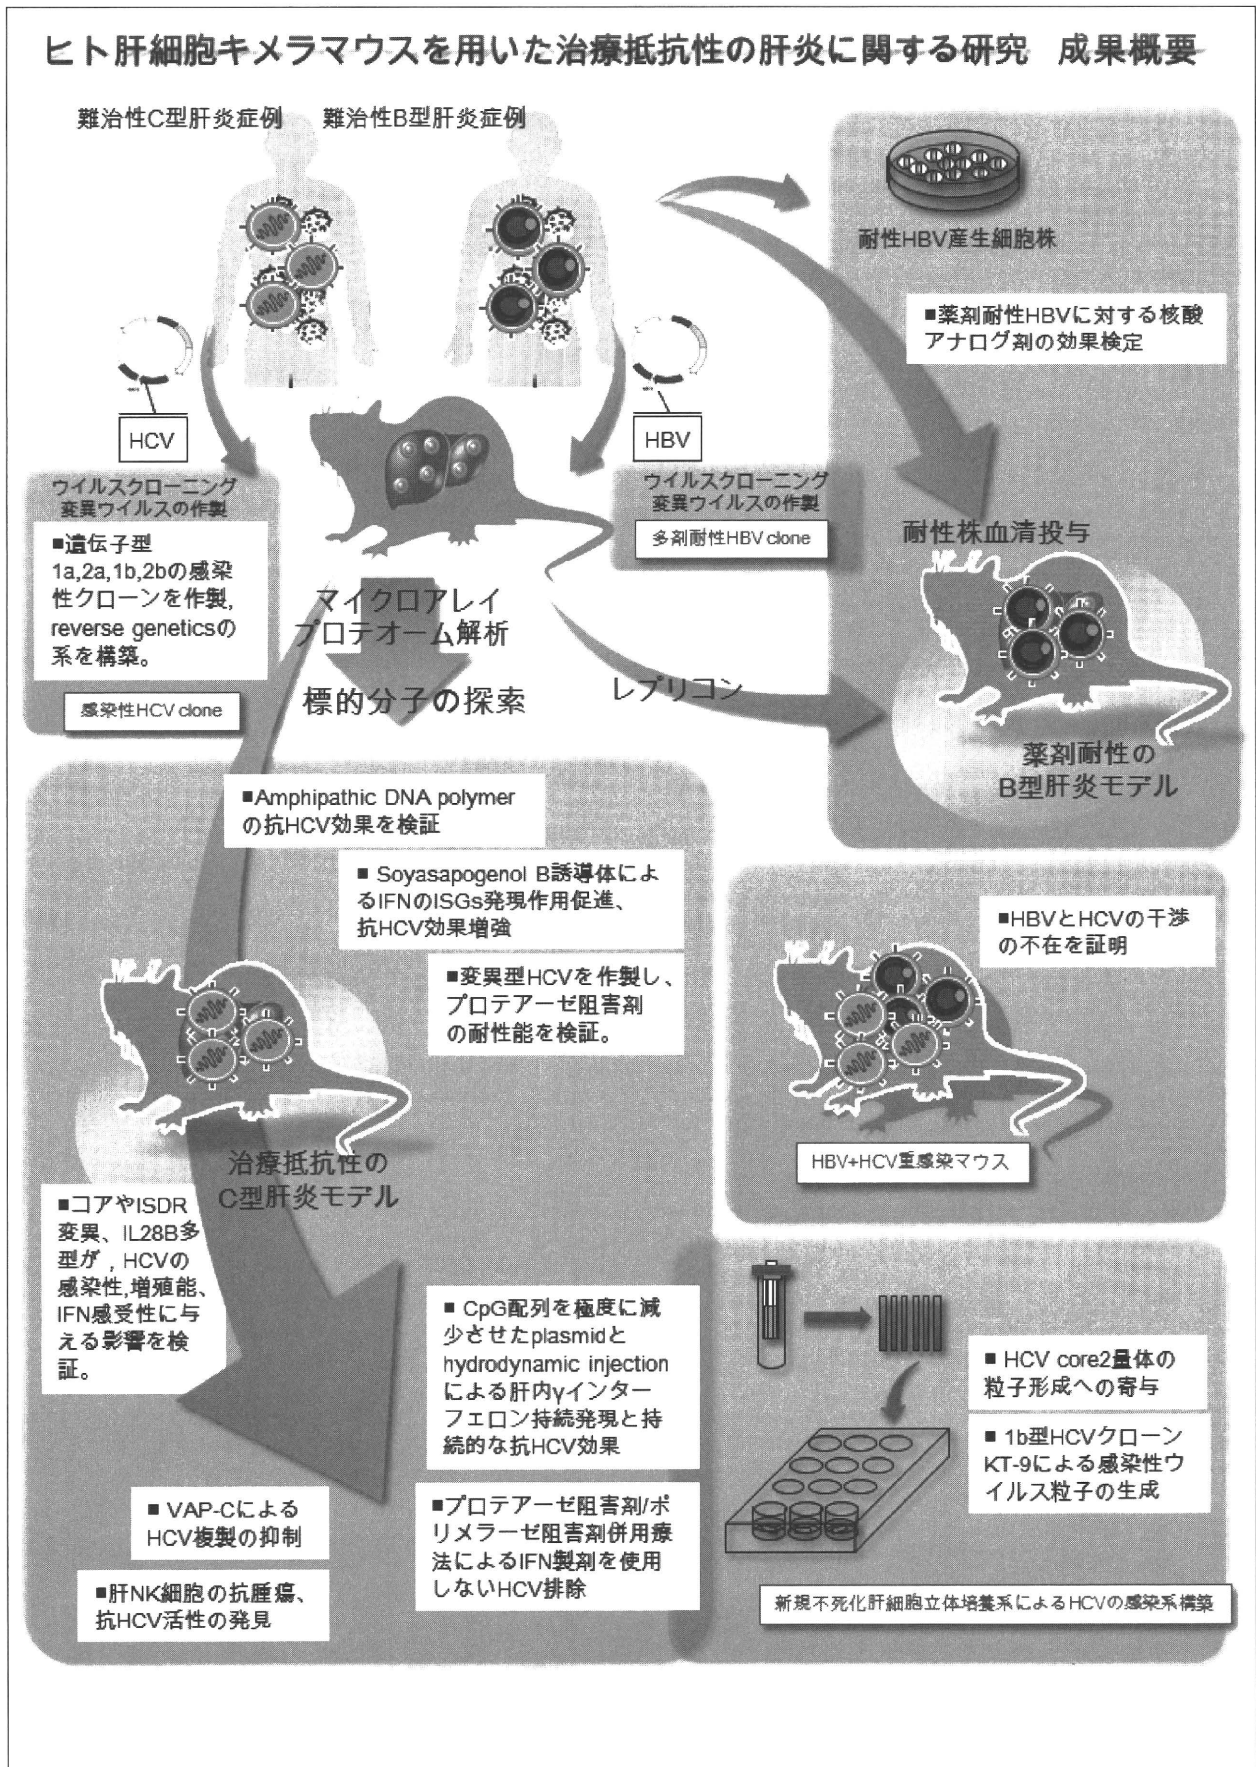 ヒト肝細胞キメラマウスを用いた治療抵抗性の肝炎に関する研究　成果概要
難治性C型肝炎症例
難治性B型肝炎症例
HCV
HBV
ウイルスクローニング
変異ウイルスの作製
■遺伝子型
1a,2a,1b,2bの感染
性クローンを作製,
reverse geneticsの
系を構築。
感染性HCV clone
ウイルスクローニング
変異ウイルスの作製
多剤耐性HBV clone
マイクロアレイ
プロテオーム解析
標的分子の探索
レプリコン
耐性HBV産生細胞株
■薬剤耐性HBVに対する核酸
アナログ剤の効果検定
耐性株血清投与
薬剤耐性の
B型肝炎モデル
■Amphipathic DNA polymer
の抗HCV効果を検証
■ Soyasapogenol B誘導体によ
るIFNのISGs発現作用促進、
抗HCV効果増強
■変異型HCVを作製し、
プロテアーゼ阻害剤
の耐性能を検証。
治療抵抗性の
C型肝炎モデル
■コアやISDR
変異、IL28B多
型が , HCVの
感染性,増殖能、
IFN感受性に与
える影響を検
証。
■ CpG配列を極度に減
少させたplasmidと
hydrodynamic injection
による肝内γインター
フェロン持続発現と持
続的な抗HCV効果
■ VAP-Cによる
HCV複製の抑制
■プロテアーゼ阻害剤/ポ
リメラーゼ阻害剤併用療
法によるIFN製剤を使用
しないHCV排除
■肝NK細胞の抗腫瘍、
抗HCV活性の発見
■HBVとHCVの干渉
の不在を証明
HBV+HCV重感染マウス
■ HCV core2量体の
粒子形成への寄与
■ 1b型HCVクローン
KT-9による感染性ウ
イルス粒子の生成
新規不死化肝細胞立体培養系によるHCVの感染系構築